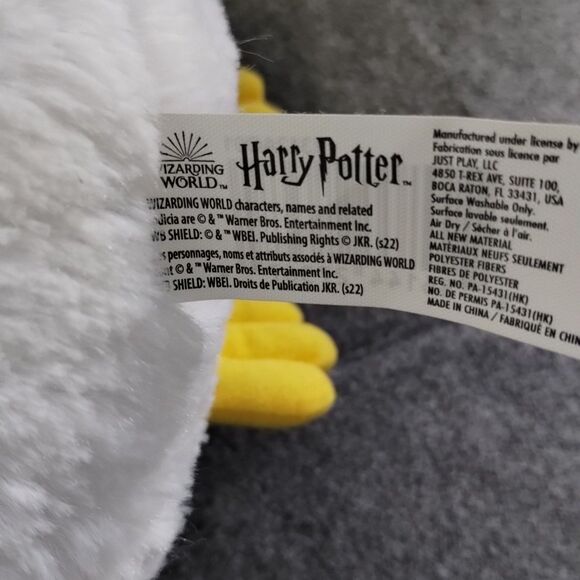 WIZARDING
WORLD™
Harry Potter™
WIZARDING WORLD characters, names and related
indicia are © & ™ Warner Bros. Entertainment Inc.
WB SHIELD: © & ™ WBEI. Publishing Rights © JKR. (s22)
personnages, noms et attributs associés à WIZARDING WORLD
© & ™ Warner Bros. Entertainment Inc.
WB SHIELD: WBEI. Droits de Publication JKR. (s22)
Manufactured under license by
Fabrication sous licence par
JUST PLAY, LLC
4850 T-REX AVE, SUITE 100,
BOCA RATON, FL 33431, USA
Surface Washable Only.
Surface lavable seulement.
Air Dry / Sécher à l'air.
ALL NEW MATERIAL
MATÉRIAUX NEUFS SEULEMENT
POLYESTER FIBERS
FIBRES DE POLYESTER
REG. NO. PA-15431(HK)
NO. DE PERMIS PA-15431(HK)
MADE IN CHINA / FABRIQUÉ EN CHIN